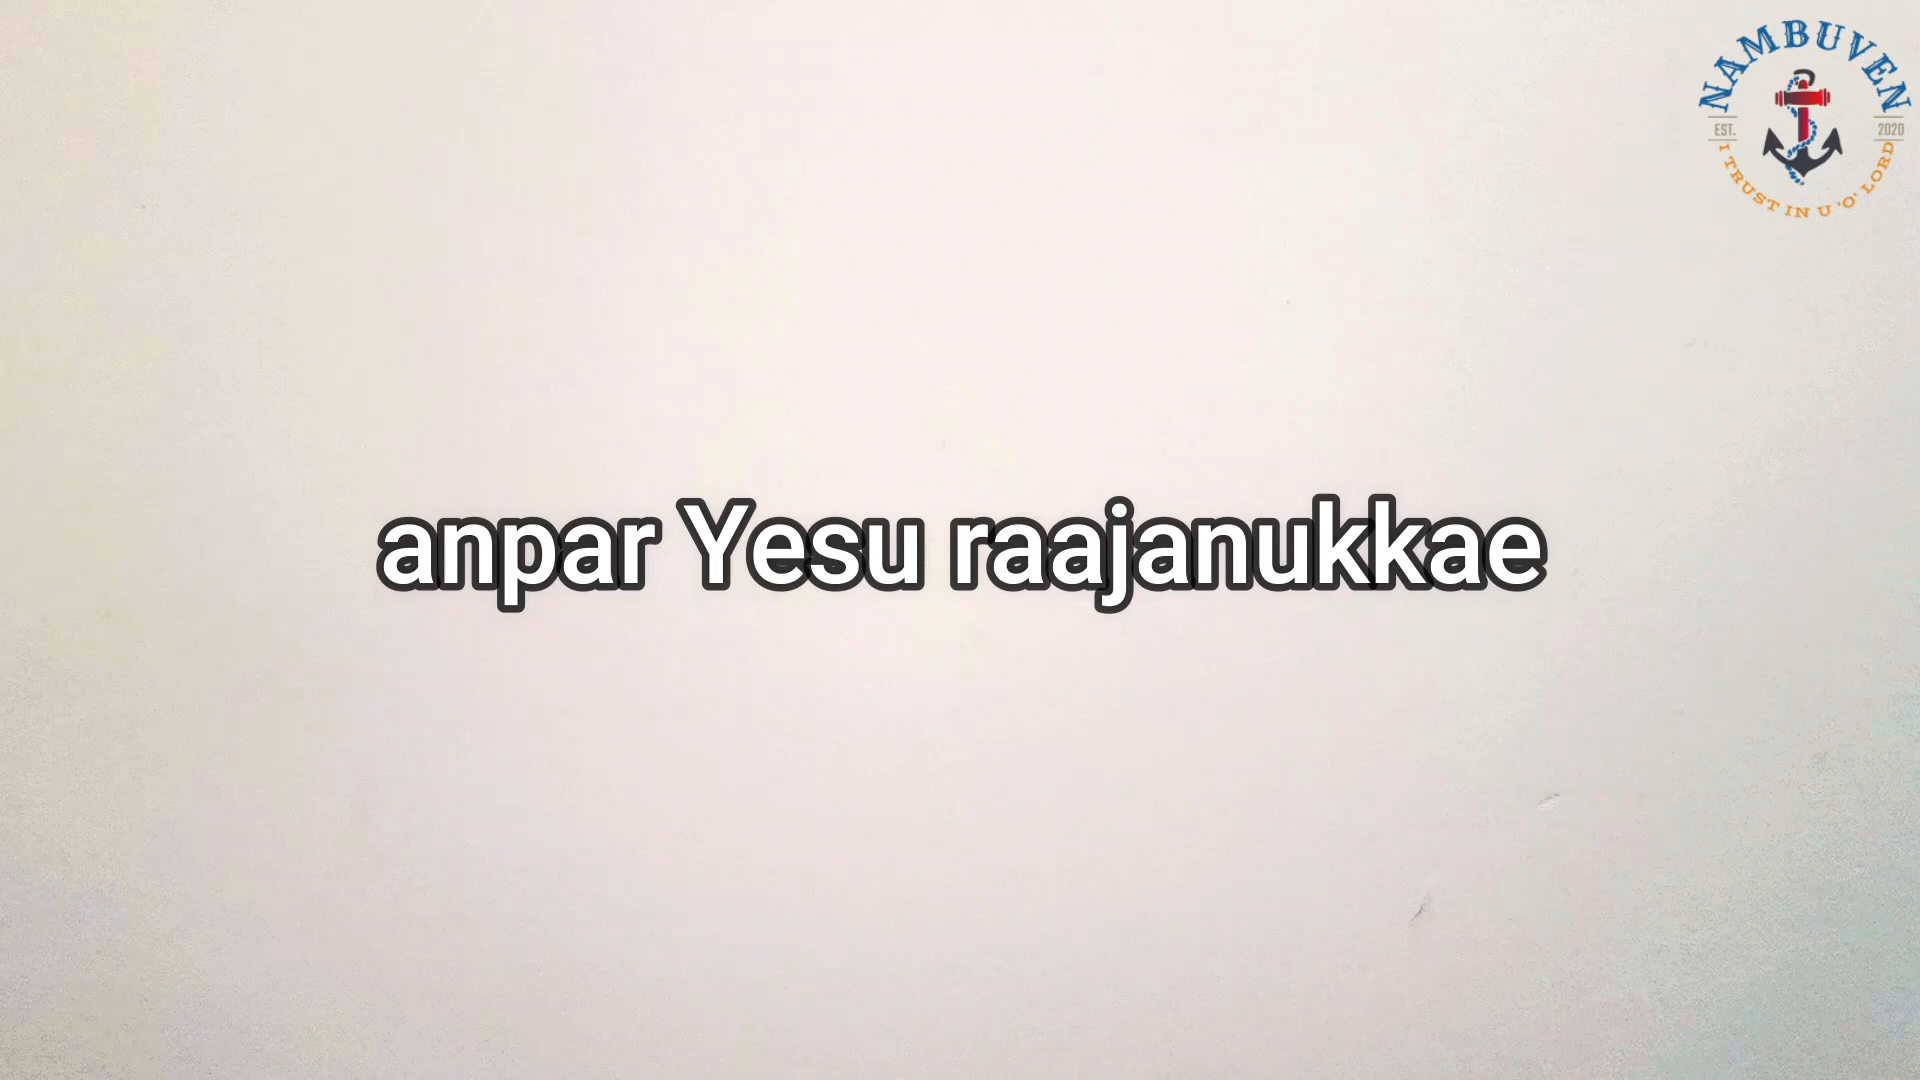 NAMBUVEN
EST. 2020
I TRUST IN U 'O' LORD
anpar Yesu raajanukkae